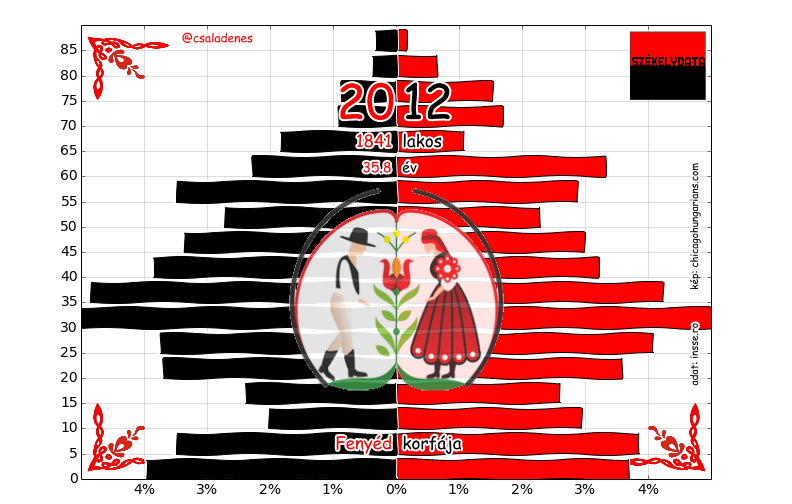 @csaladenes
SZÉKELYDATA
2012
1841 lakos
35.8 év
kép: chicagohungarians.com
adat: insse.ro
Fenyéd korfája
85
80
75
70
65
60
55
50
45
40
35
30
25
20
15
10
5
0
4% 3% 2% 1% 0% 1% 2% 3% 4%